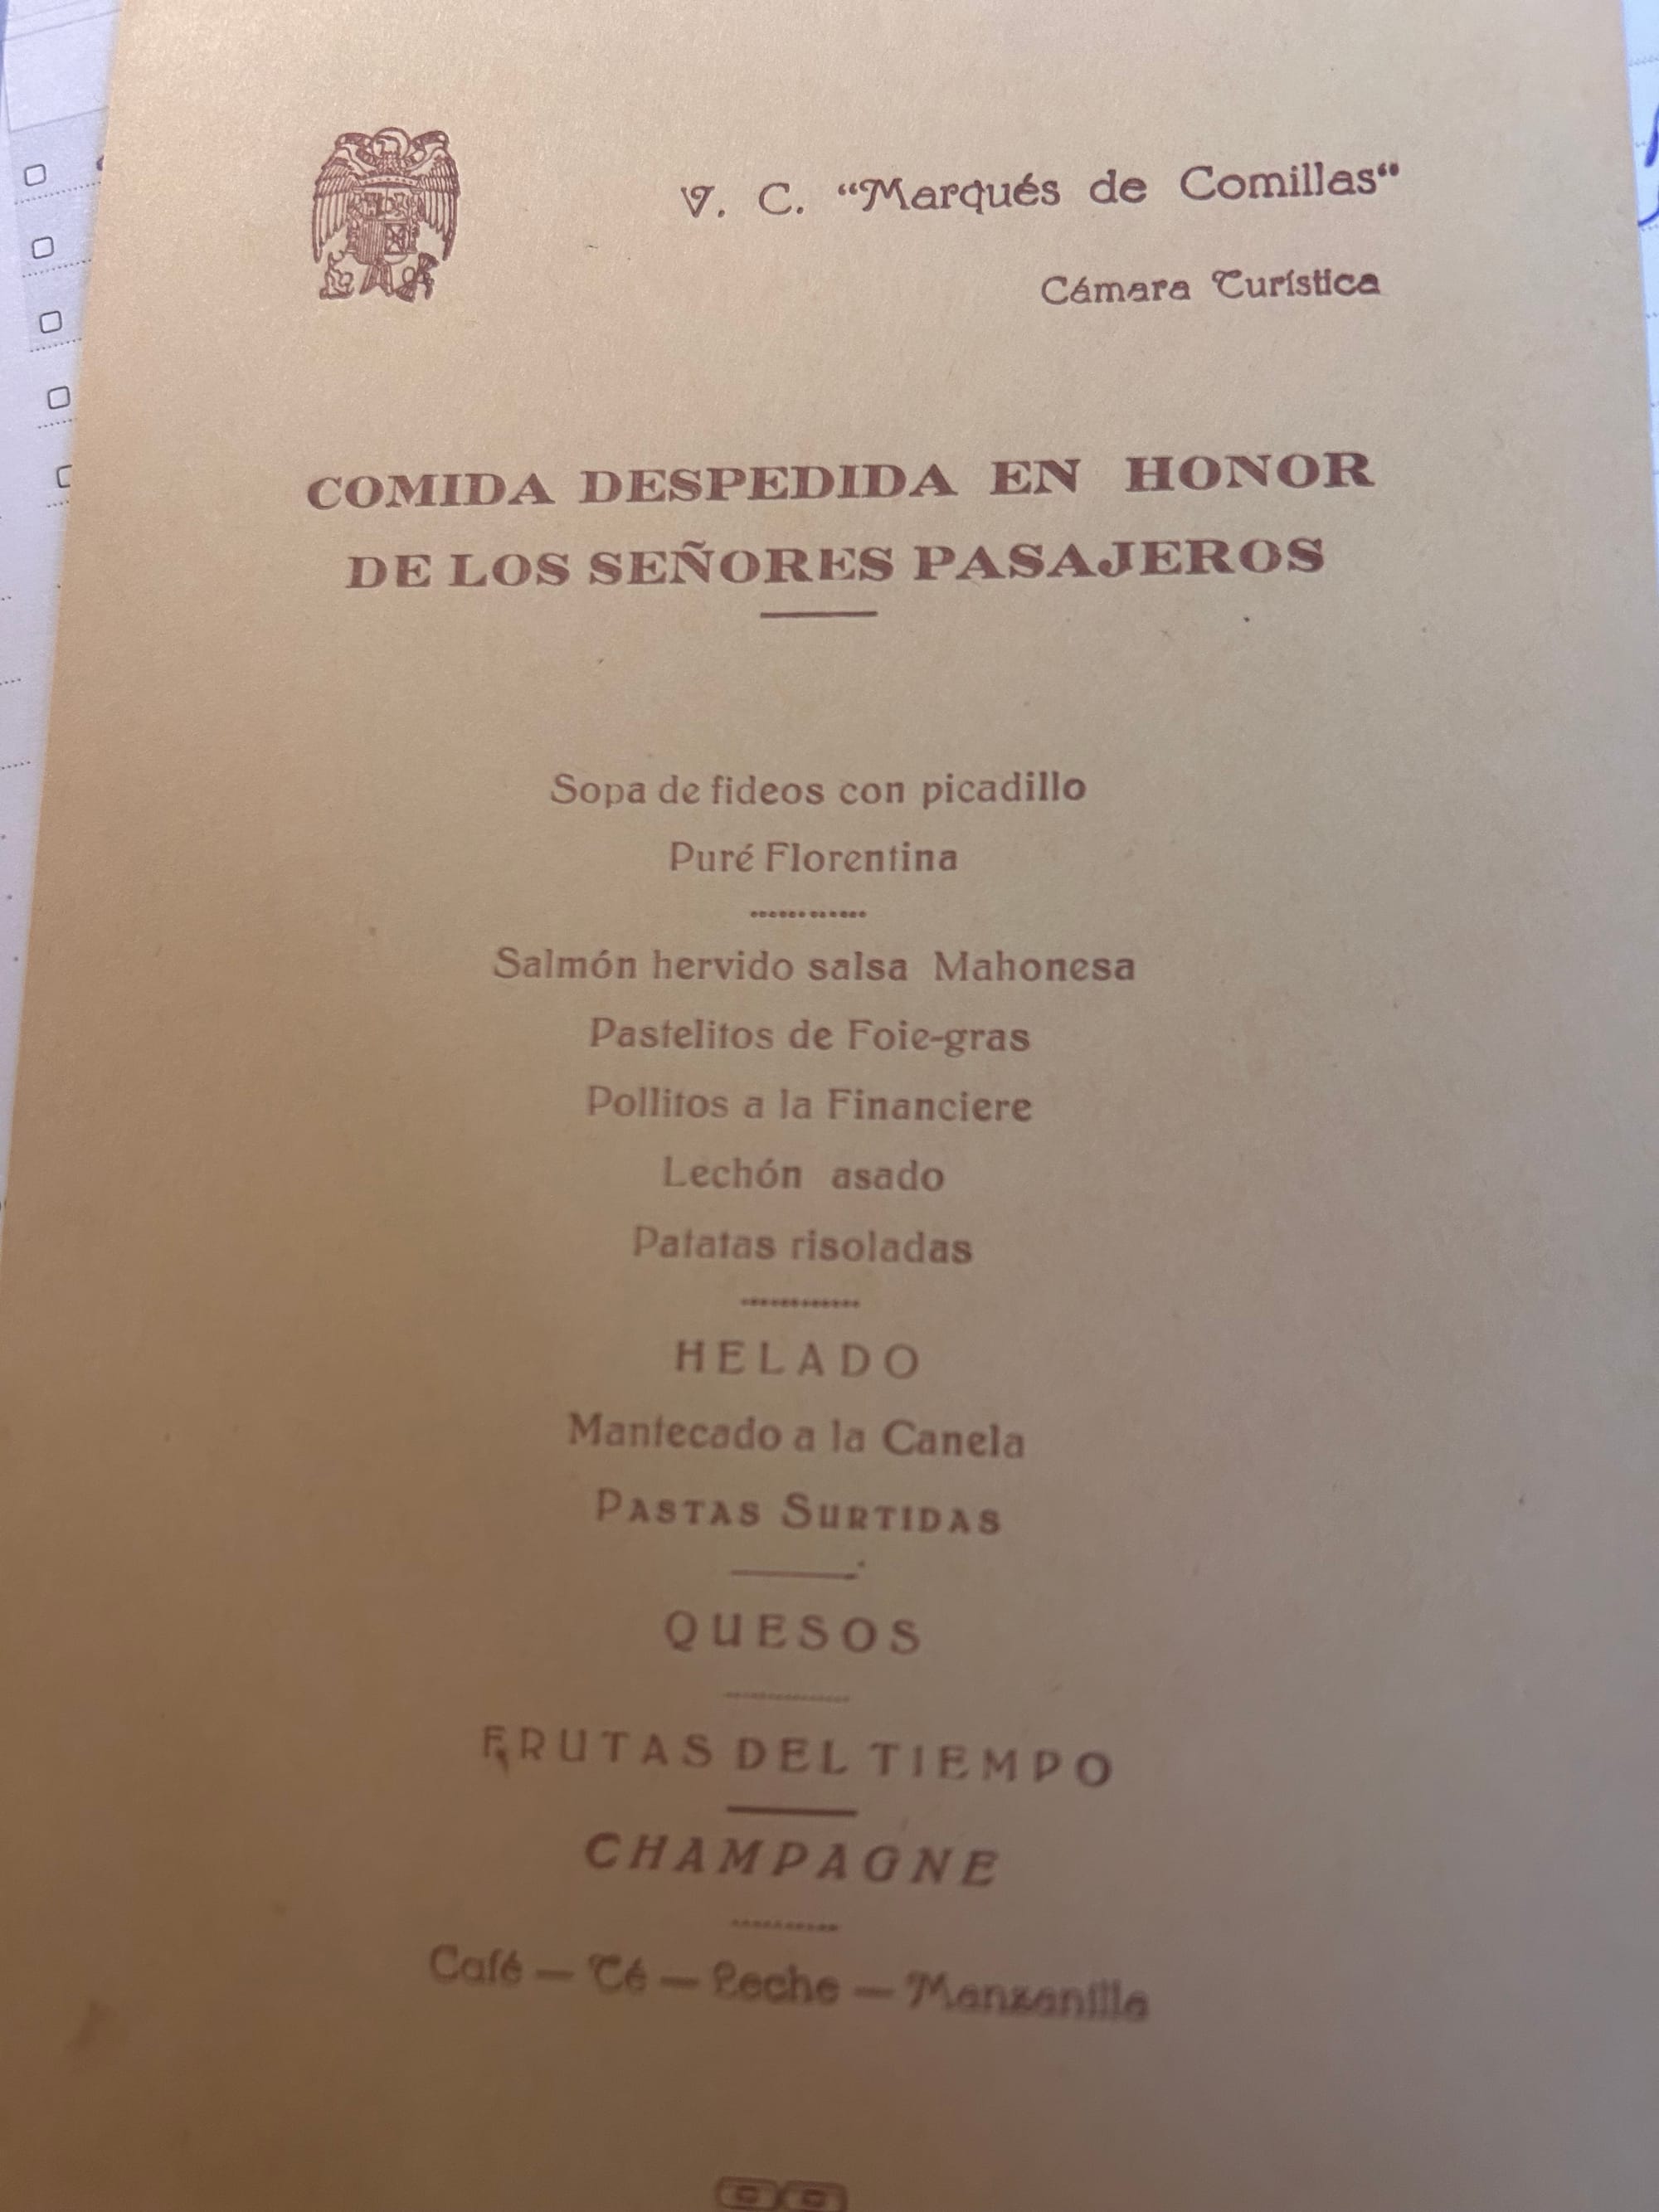 V. C. “Marqués de Comillas“
Cámara Turística
COMIDA DESPEDIDA EN HONOR
DE LOS SEÑORES PASAJEROS
Sopa de fideos con picadillo
Puré Florentina
Salmón hervido salsa Mahonesa
Pastelitos de Foie-gras
Pollitos a la Financiere
Lechón asado
Patatas risoladas
HELADO
Mantecado a la Canela
PASTAS SURTIDAS
QUESOS
FRUTAS DEL TIEMPO
CHAMPAGNE
Café — Té — Leche — Manzanilla